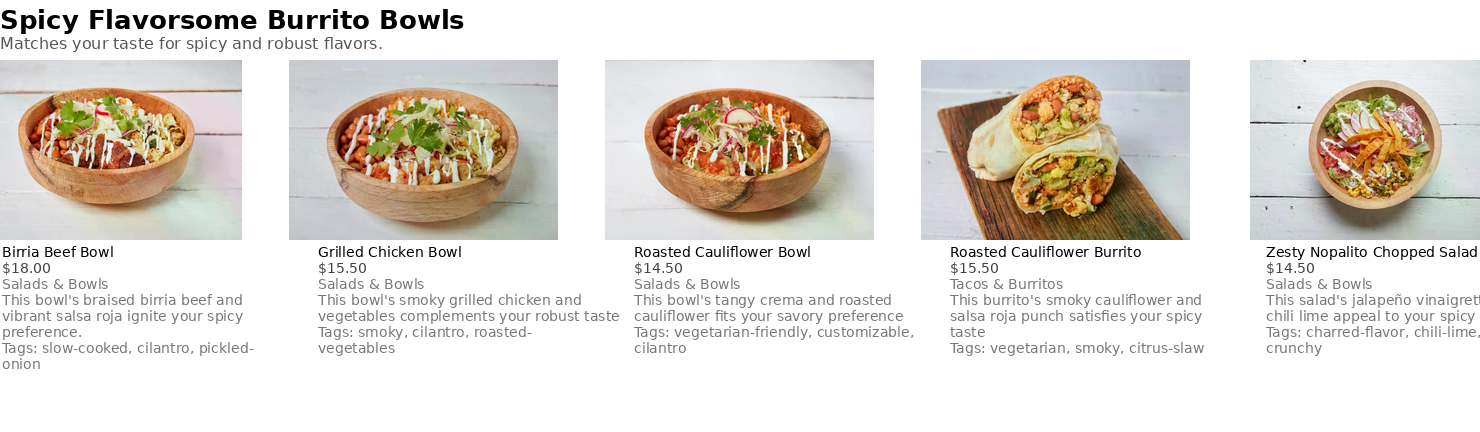 Spicy Flavorsome Burrito Bowls
Matches your taste for spicy and robust flavors.
Birria Beef Bowl
$18.00
Salads & Bowls
This bowl's braised birria beef and
vibrant salsa roja ignite your spicy
preference.
Tags: slow-cooked, cilantro, pickled-
onion
Grilled Chicken Bowl
$15.50
Salads & Bowls
This bowl's smoky grilled chicken and
vegetables complements your robust taste
Tags: smoky, cilantro, roasted-
vegetables
Roasted Cauliflower Bowl
$14.50
Salads & Bowls
This bowl's tangy crema and roasted
cauliflower fits your savory preference
Tags: vegetarian-friendly, customizable,
cilantro
Roasted Cauliflower Burrito
$15.50
Tacos & Burritos
This burrito's smoky cauliflower and
salsa roja punch satisfies your spicy
taste
Tags: vegetarian, smoky, citrus-slaw
Zesty Nopalito Chopped Salad
$14.50
Salads & Bowls
This salad's jalapeño
chili lime appeal to your spicy
Tags: charred-flavor, chili-lime,
crunchy